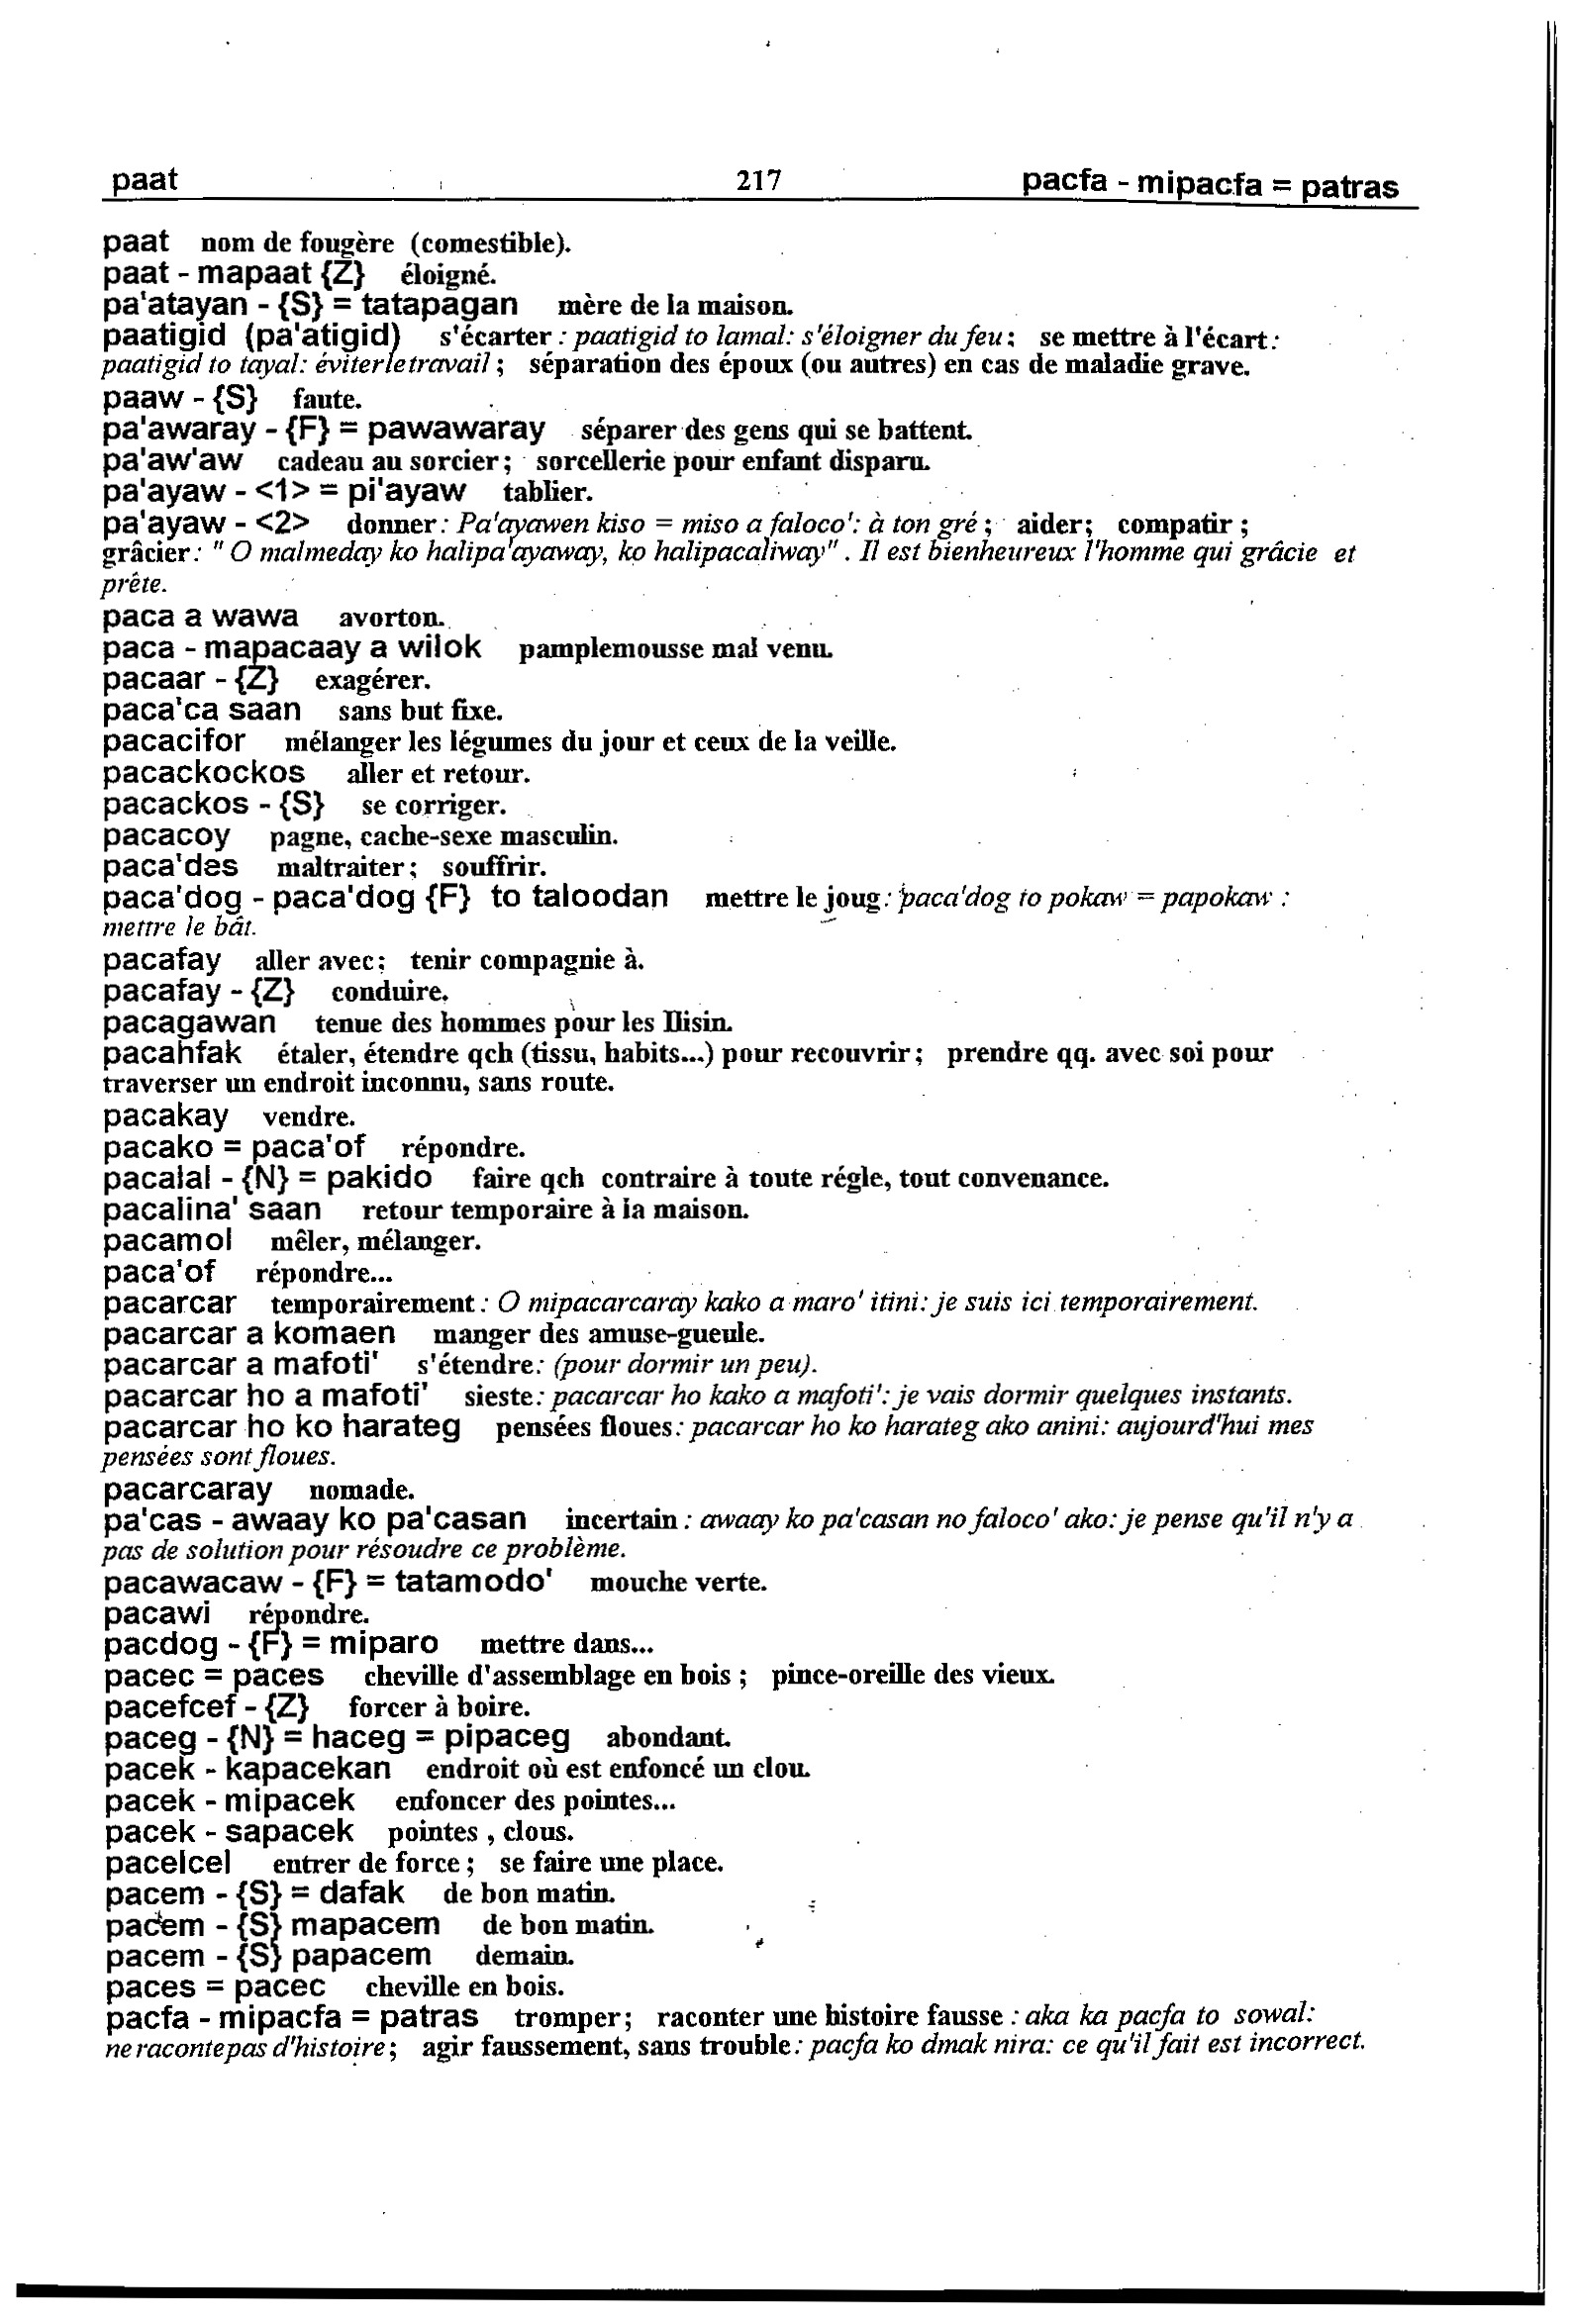 paat 217 pacfa - mipacfa = patras
paat nom de fougère (comestible).
paat - mapaat {Z} éloigné.
pa'atayan - {S} = tatapagan mère de la maison.
paatigid (pa'atigid) s'écarter : paatigid to lamal: s'éloigner du feu ; se mettre à l'écart:
paatigid to tayal: éviter le travail ; séparation des époux (ou autres) en cas de maladie grave.
paaw - {S} faute.
pa'awaray - {F} = pawawaray séparer des gens qui se battent.
pa'aw'aw cadeau au sorcier ; sorcellerie pour enfant disparu.
pa'ayaw - <1> = pi'ayaw tablier.
pa'ayaw - <2> donner : Pa'ayawen kiso = miso a faloco': à ton gré ; aider; compatir ;
grâcier : " O malmeday ko halipa'ayaway, ko halipacaliway" . Il est bienheureux l'homme qui grâcie et
prête.
paca a wawa avorton.
paca - mapacaay a wilok pamplemousse mal venu.
pacaar - {Z} exagérer.
paca'ca saan sans but fixe.
pacacifor mélanger les légumes du jour et ceux de la veille.
pacackockos aller et retour.
pacackos - {S} se corriger.
pacacoy pagne, cache-sexe masculin.
paca'des maltraiter ; souffrir.
paca'dog - paca'dog {F} to taloodan mettre le joug : paca'dog to pokaw = papokaw :
mettre le bât.
pacafay aller avec; tenir compagnie à.
pacafay - {Z} conduire.
pacagawan tenue des hommes pour les Ilisin.
pacahfak étaler, étendre qch (tissu, habits...) pour recouvrir ; prendre qq. avec soi pour
traverser un endroit inconnu, sans route.
pacakay vendre.
pacako = paca'of répondre.
pacalal - {N} = pakido faire qch contraire à toute régle, tout convenance.
pacalina' saan retour temporaire à la maison.
pacamol mêler, mélanger.
paca'of répondre...
pacarcar temporairement : O mipacarcaray kako a maro' itini: je suis ici temporairement.
pacarcar a komaen manger des amuse-gueule.
pacarcar a mafoti' s'étendre : (pour dormir un peu).
pacarcar ho a mafoti' sieste : pacarcar ho kako a mafoti': je vais dormir quelques instants.
pacarcar ho ko harateg pensées floues : pacarcar ho ko harateg ako anini: aujourd'hui mes
pensées sont floues.
pacarcaray nomade.
pa'cas - awaay ko pa'casan incertain : awaay ko pa'casan no faloco' ako: je pense qu'il n'y a
pas de solution pour résoudre ce problème.
pacawacaw - {F} = tatamodo' mouche verte.
pacawi répondre.
pacdog - {F} = miparo mettre dans...
pacec = paces cheville d'assemblage en bois ; pince-oreille des vieux.
pacefcef - {Z} forcer à boire.
paceg - {N} = haceg = pipaceg abondant.
pacek - kapacekan endroit où est enfoncé un clou.
pacek - mipacek enfoncer des pointes...
pacek - sapacek pointes , clous.
pacelcel entrer de force ; se faire une place.
pacem - {S} = dafak de bon matin.
pacem - {S} mapacem de bon matin.
pacem - {S} papacem demain.
paces = pacec cheville en bois.
pacfa - mipacfa = patras tromper; raconter une histoire fausse : aka ka pacfa to sowal:
ne raconte pas d'histoire ; agir faussement, sans trouble : pacfa ko dmak nira: ce qu'il fait est incorrect.